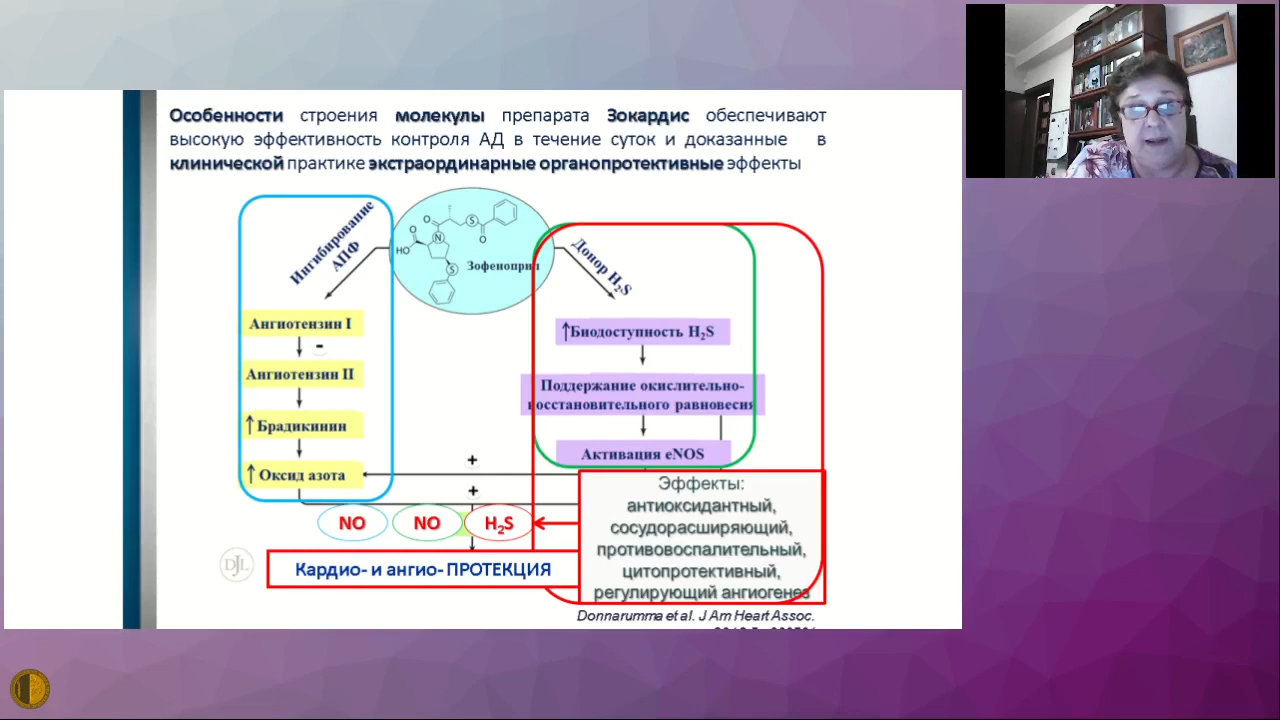 Особенности строения молекулы препарата Зокардис обеспечивают
высокую эффективность контроля АД в течение суток и доказанные в
клинической практике экстраординарные органопротективные эффекты
Ингибирование
АПФ
O
O
N
S
O
HO
S
Зофеноприл
Донор H₂S
Ангиотензин I
-
Ангиотензин II
↑ Брадикинин
↑ Оксид азота
↑Биодоступность H₂S
Поддержание окислительно-
восстановительного равновесия
Активация eNOS
+
+
NO
NO
H₂S
Эффекты:
антиоксидантный,
сосудорасширяющий,
противовоспалительный,
цитопротективный,
регулирующий ангиогенез
DJL
Кардио- и ангио- ПРОТЕКЦИЯ
Donnarumma et al. J Am Heart Assoc.